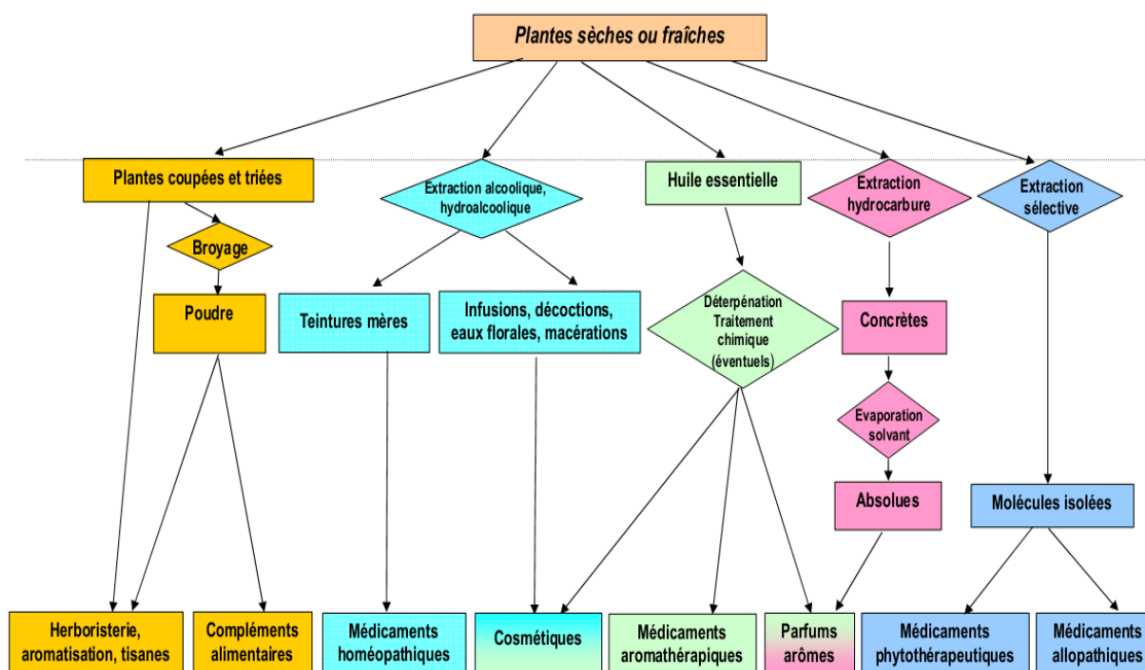 Plantes sèches ou fraîches
Plantes coupées et triées
Extraction alcoolique,
hydroalcoolique
Huile essentielle
Extraction
hydrocarbure
Extraction
sélective
Broyage
Poudre
Teintures mères
Infusions, décoctions,
eaux florales, macérations
Déterpénation
Traitement
chimique
(éventuels)
Concrètes
Evaporation
solvant
Absolues
Molécules isolées
Herboristerie,
aromatisation, tisanes
Compléments
alimentaires
Médicaments
homéopathiques
Cosmétiques
Médicaments
aromathérapiques
Parfums
arômes
Médicaments
phytothérapeutiques
Médicaments
allopathiques